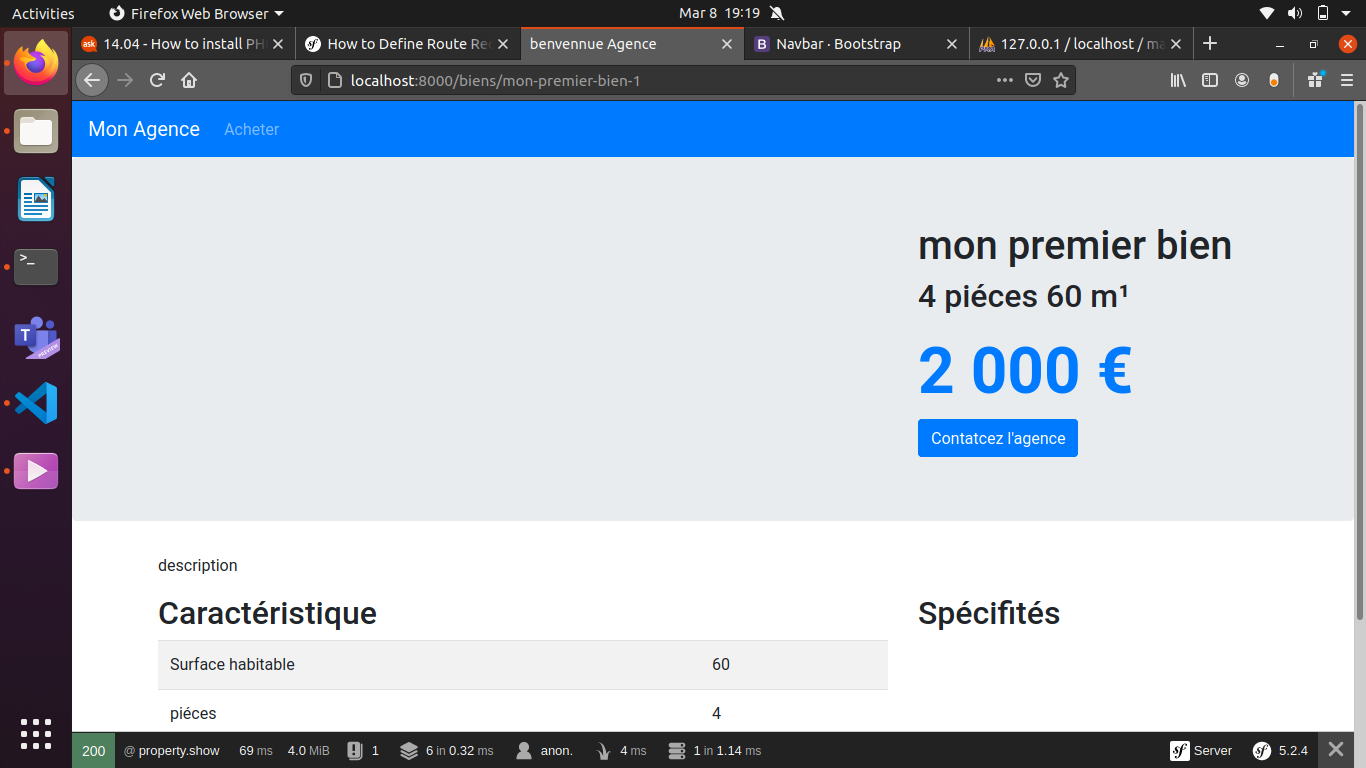 Activities Firefox Web Browser Mar 8 19:19
14.04 - How to install PH How to Define Route Re benvennue Agence Navbar · Bootstrap 127.0.0.1 / localhost / ma
localhost:8000/biens/mon-premier-bien-1
Mon Agence Acheter
mon premier bien
4 piéces 60 m¹
2 000 €
Contatcez l'agence
description
Caractéristique Spécifités
Surface habitable 60
piéces 4
200 @ property.show 69 ms 4.0 MiB 1 6 in 0.32 ms anon. 4 ms 1 in 1.14 ms Server 5.2.4